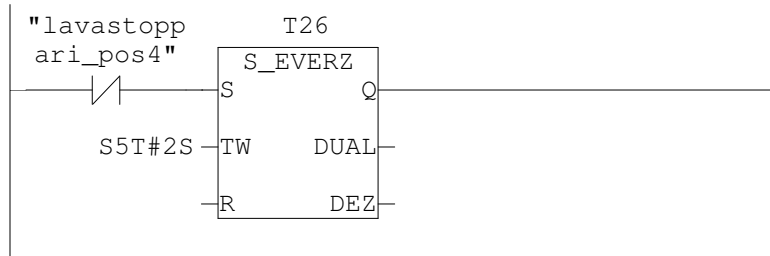 "lavastopp
ari_pos4"
T26
S_EVERZ
S
Q
S5T#2S
TW
DUAL
R
DEZ